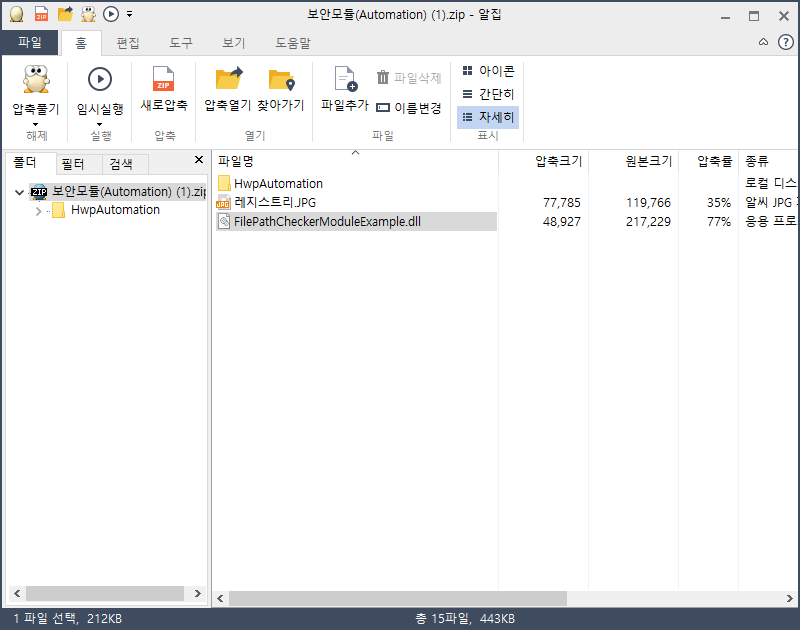 보안모듈(Automation) (1).zip - 알집
파일 홈 편집 도구 보기 도움말
압축풀기 임시실행 새로압축 압축열기 찾아가기 파일추가 파일삭제 이름변경 아이콘 간단히 자세히
해제 실행 압축 열기 파일 표시
폴더 필터 검색
보안모듈(Automation) (1).zip
HwpAutomation
파일명 압축크기 원본크기 압축률 종류
HwpAutomation 로컬 디스
레지스트리.JPG 77,785 119,766 35% 알씨 JPG
FilePathCheckerModuleExample.dll 48,927 217,229 77% 응용 프로
1 파일 선택, 212KB 총 15파일, 443KB